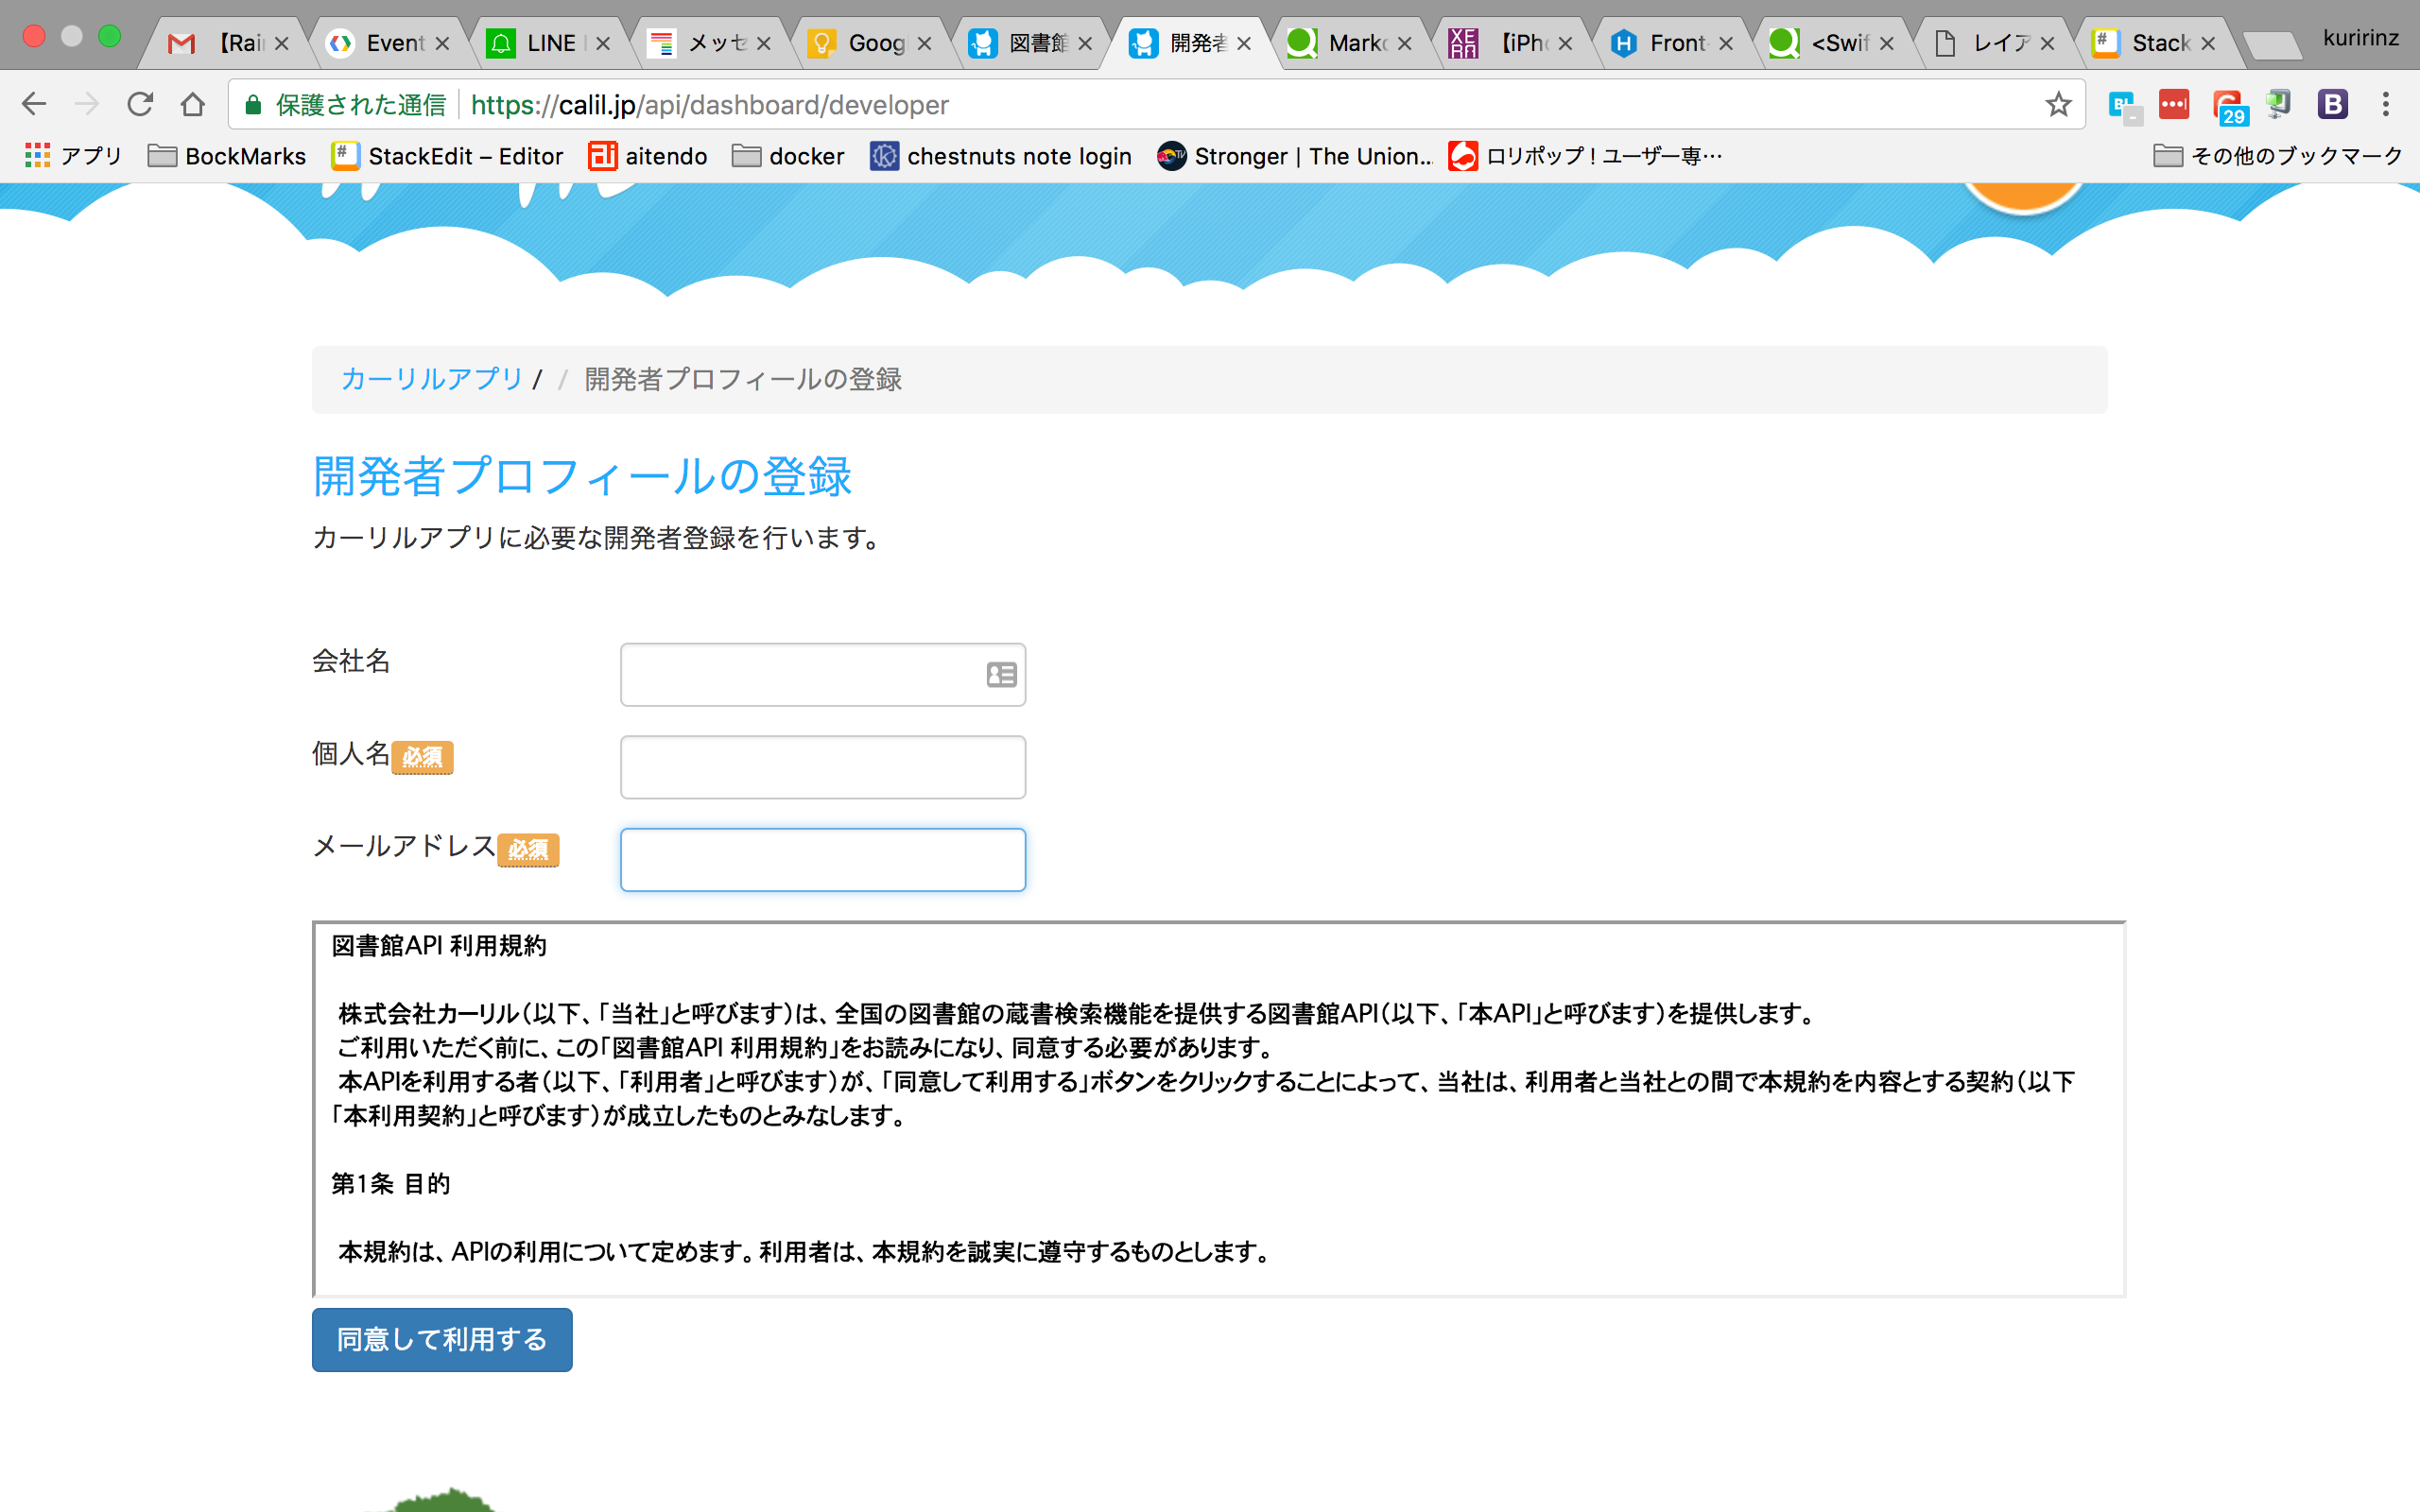 【Rai
Event
LINE
メッセ
Goog
図書館
開発者
Mark
【iPh
Front
<Swif
レイア
Stack
kuririnz
保護された通信 https://calil.jp/api/dashboard/developer
29
アプリ BockMarks StackEdit – Editor aitendo docker chestnuts note login Stronger | The Union... ロリポップ！ユーザー専… その他のブックマーク
カーリルアプリ / / 開発者プロフィールの登録
開発者プロフィールの登録
カーリルアプリに必要な開発者登録を行います。
会社名
個人名 必須
メールアドレス 必須
図書館API 利用規約
株式会社カーリル（以下、「当社」と呼びます）は、全国の図書館の蔵書検索機能を提供する図書館API（以下、「本API」と呼びます）を提供します。
ご利用いただく前に、この「図書館API 利用規約」をお読みになり、同意する必要があります。
本APIを利用する者（以下、「利用者」と呼びます）が、「同意して利用する」ボタンをクリックすることによって、当社は、利用者と当社との間で本規約を内容とする契約（以下
「本利用契約」と呼びます）が成立したものとみなします。
第1条 目的
本規約は、APIの利用について定めます。利用者は、本規約を誠実に遵守するものとします。
同意して利用する